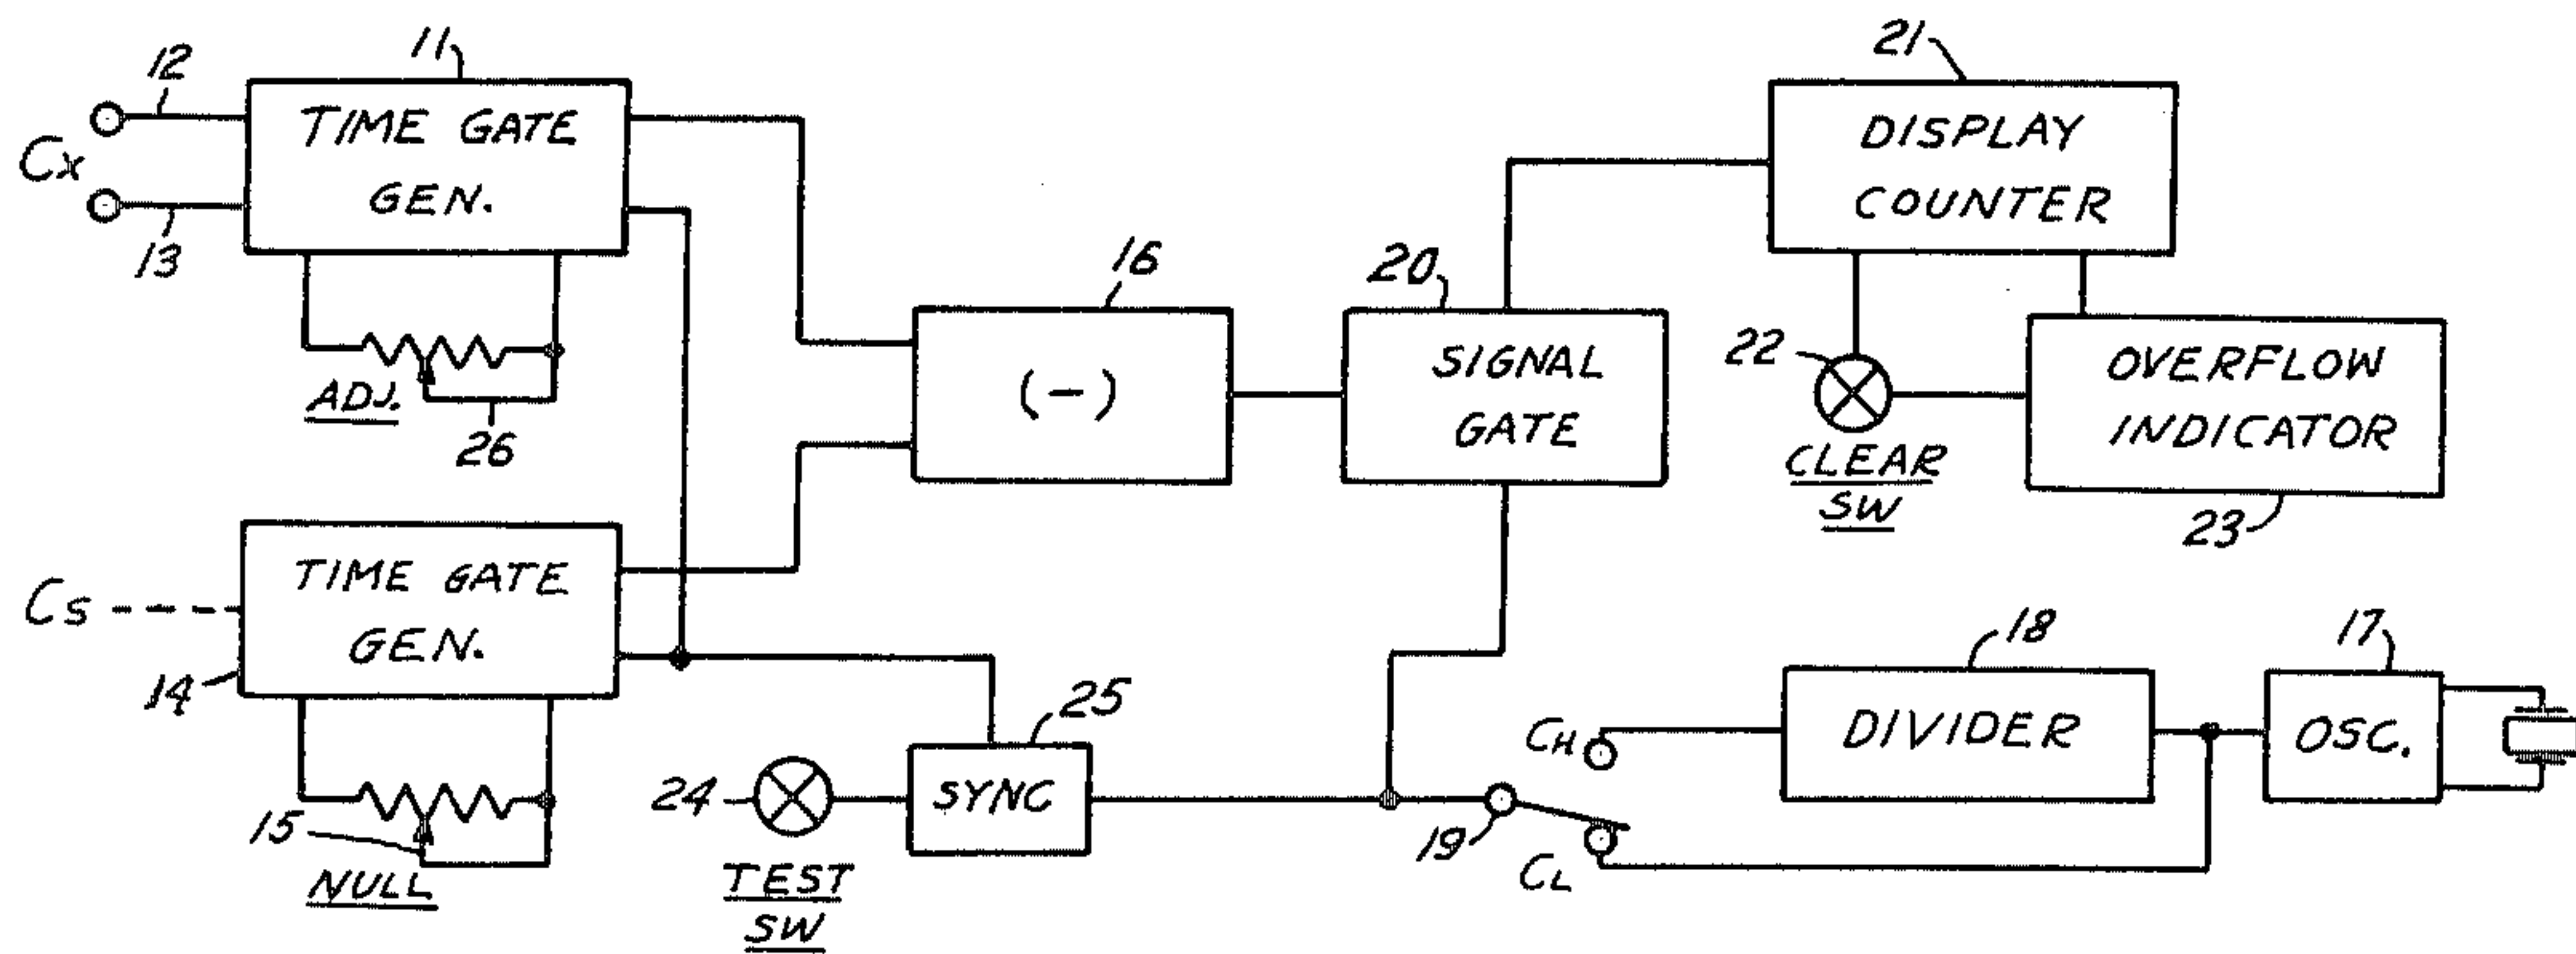 11
12
Cx
13
TIME GATE
GEN.
ADJ.
26
16
(-)
20
SIGNAL
GATE
21
DISPLAY
COUNTER
22
CLEAR
SW
OVERFLOW
INDICATOR
23
Cs
14
TIME GATE
GEN.
15
NULL
24
TEST
SW
25
SYNC
19
CH
CL
18
DIVIDER
17
OSC.